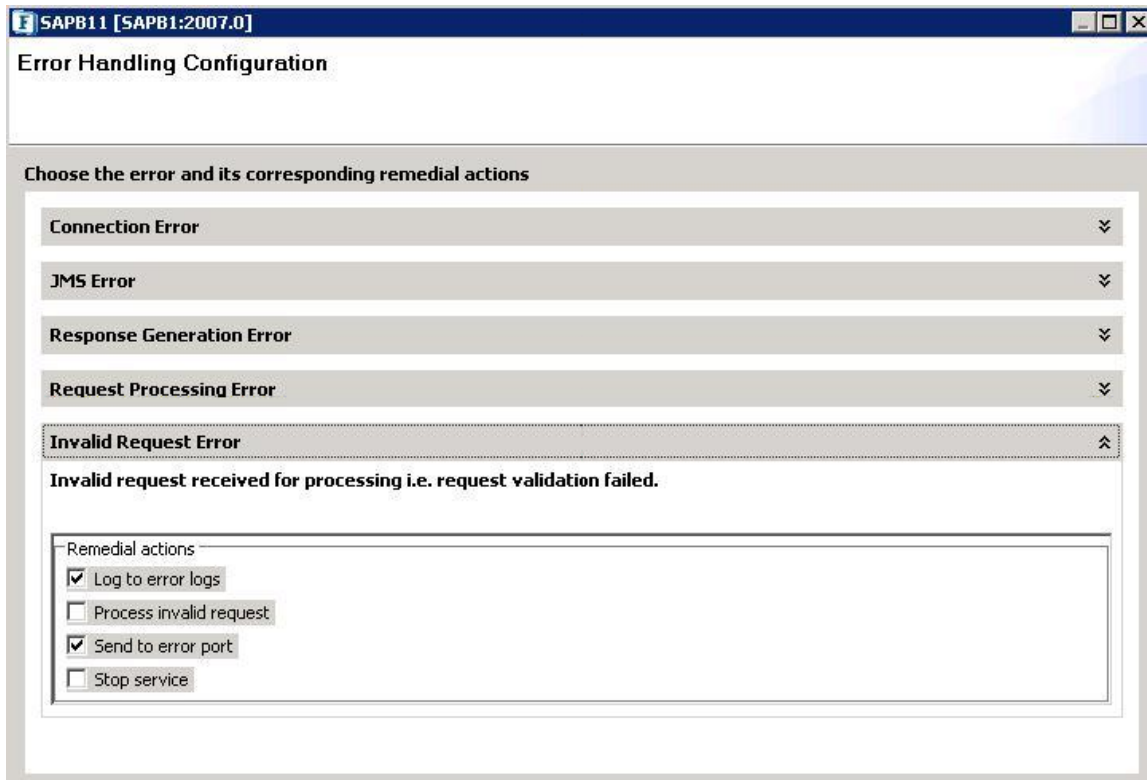 SAPB11 [SAPB1:2007.0]
Error Handling Configuration
Choose the error and its corresponding remedial actions
Connection Error
JMS Error
Response Generation Error
Request Processing Error
Invalid Request Error
Invalid request received for processing i.e. request validation failed.
Remedial actions
Log to error logs
Process invalid request
Send to error port
Stop service